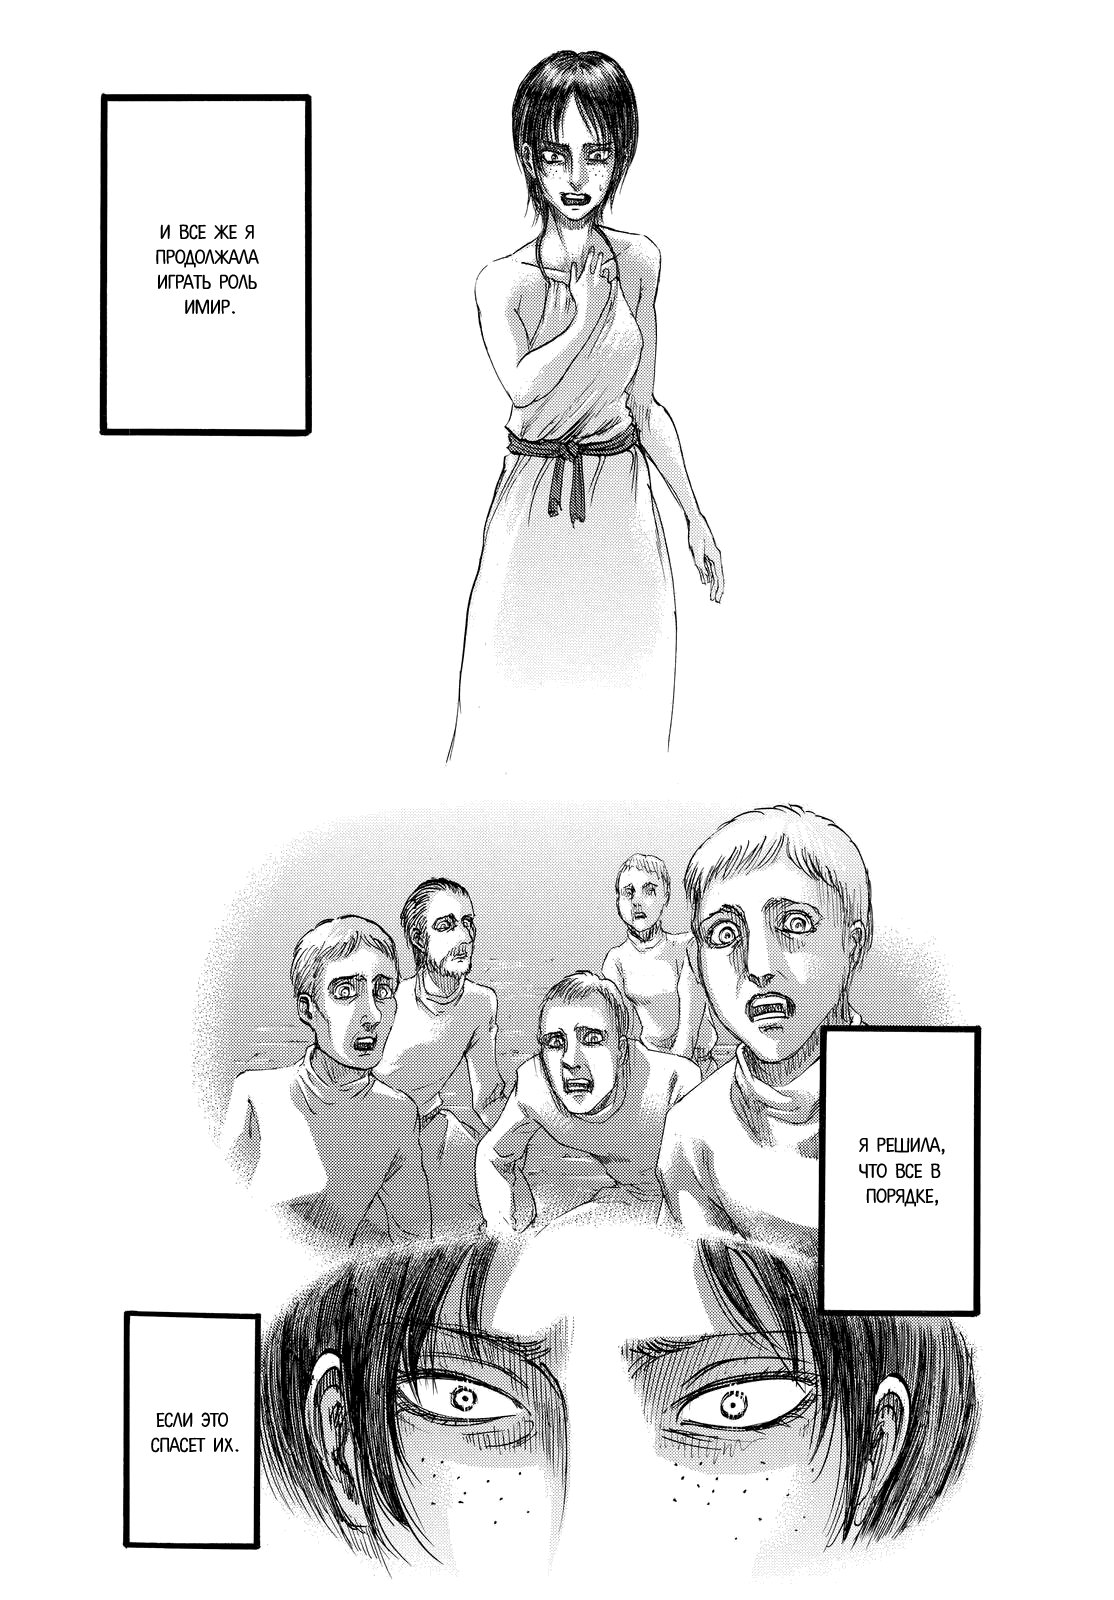 И ВСЕ ЖЕ Я
ПРОДОЛЖАЛА
ИГРАТЬ РОЛЬ
ИМИР.
Я РЕШИЛА,
ЧТО ВСЕ В
ПОРЯДКЕ,
ЕСЛИ ЭТО
СПАСЕТ ИХ.